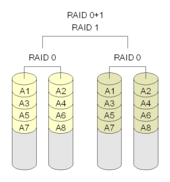 RAID 0+1
RAID 1
RAID 0 RAID 0
A1 A2 A1 A2
A3 A4 A3 A4
A5 A6 A5 A6
A7 A8 A7 A8